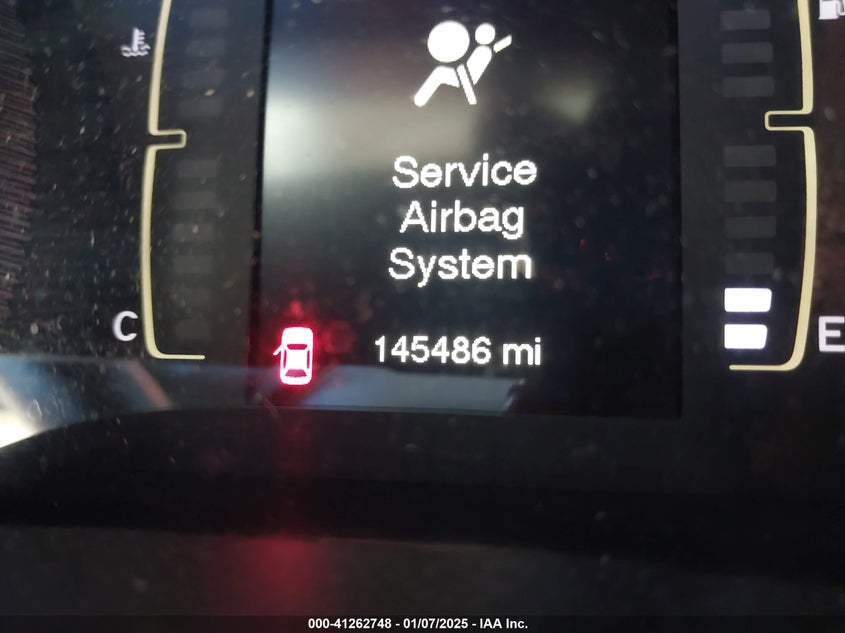 Service
Airbag
System
C
145486 mi
E
000-41262748 - 01/07/2025 - IAA Inc.